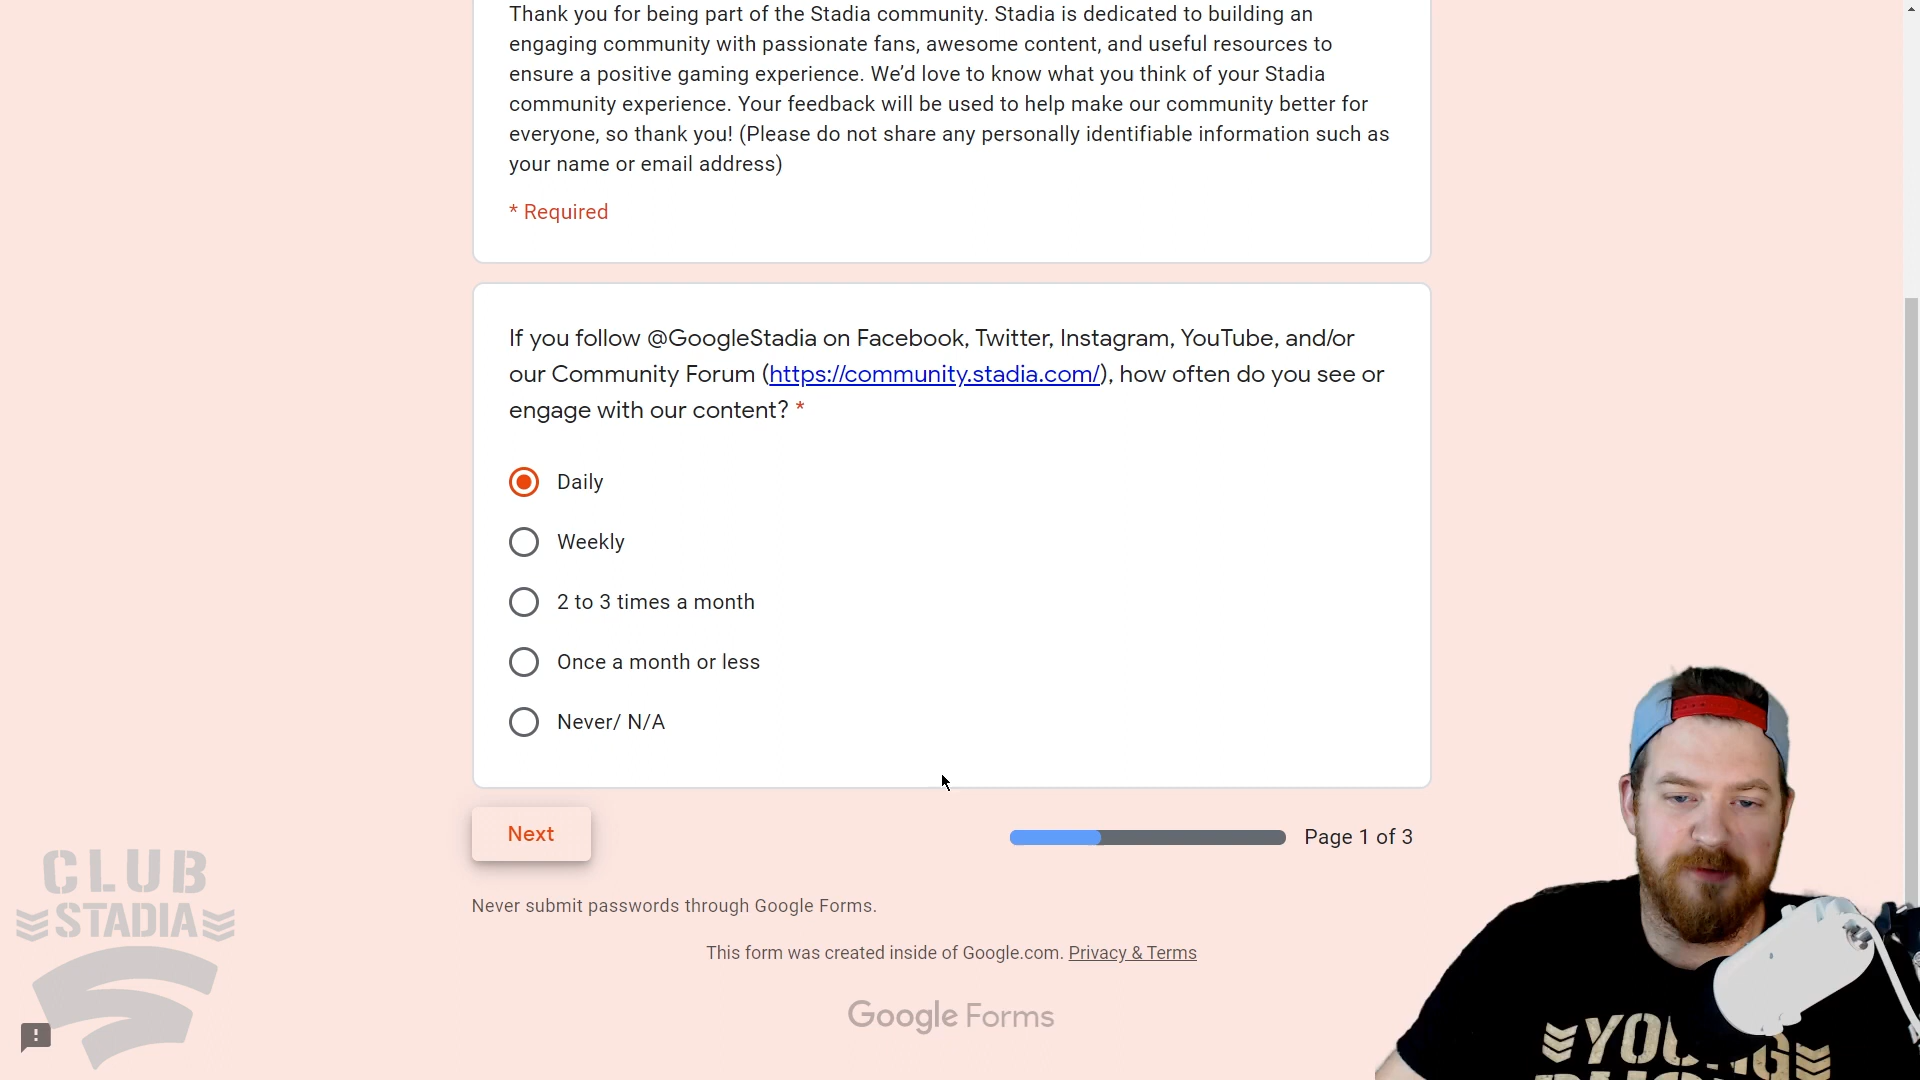 Thank you for being part of the Stadia community. Stadia is dedicated to building an
engaging community with passionate fans, awesome content, and useful resources to
ensure a positive gaming experience. We’d love to know what you think of your Stadia
community experience. Your feedback will be used to help make our community better for
everyone, so thank you! (Please do not share any personally identifiable information such as
your name or email address)
* Required
If you follow @GoogleStadia on Facebook, Twitter, Instagram, YouTube, and/or
our Community Forum (https://community.stadia.com/), how often do you see or
engage with our content? *
Daily
Weekly
2 to 3 times a month
Once a month or less
Never/ N/A
Next
Page 1 of 3
Never submit passwords through Google Forms.
This form was created inside of Google.com. Privacy & Terms
Google Forms
CLUB
STADIA